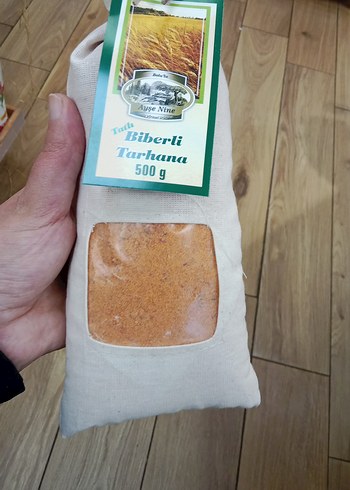 Ayşe Nine
Tatlı
Biberli
Tarhana
500 g